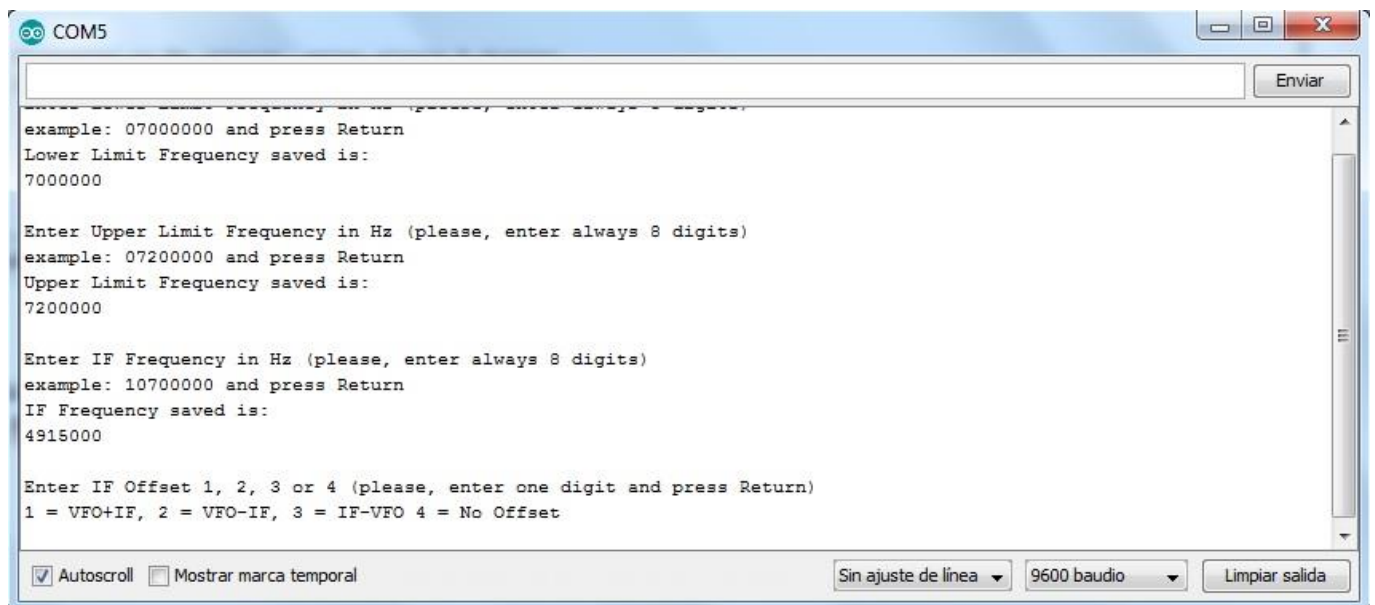 COM5
Enviar
example: 07000000 and press Return
Lower Limit Frequency saved is:
7000000
Enter Upper Limit Frequency in Hz (please, enter always 8 digits)
example: 07200000 and press Return
Upper Limit Frequency saved is:
7200000
Enter IF Frequency in Hz (please, enter always 8 digits)
example: 10700000 and press Return
IF Frequency saved is:
4915000
Enter IF Offset 1, 2, 3 or 4 (please, enter one digit and press Return)
1 = VFO+IF, 2 = VFO-IF, 3 = IF-VFO 4 = No Offset
Autoscroll Mostrar marca temporal Sin ajuste de línea 9600 baudio Limpiar salida